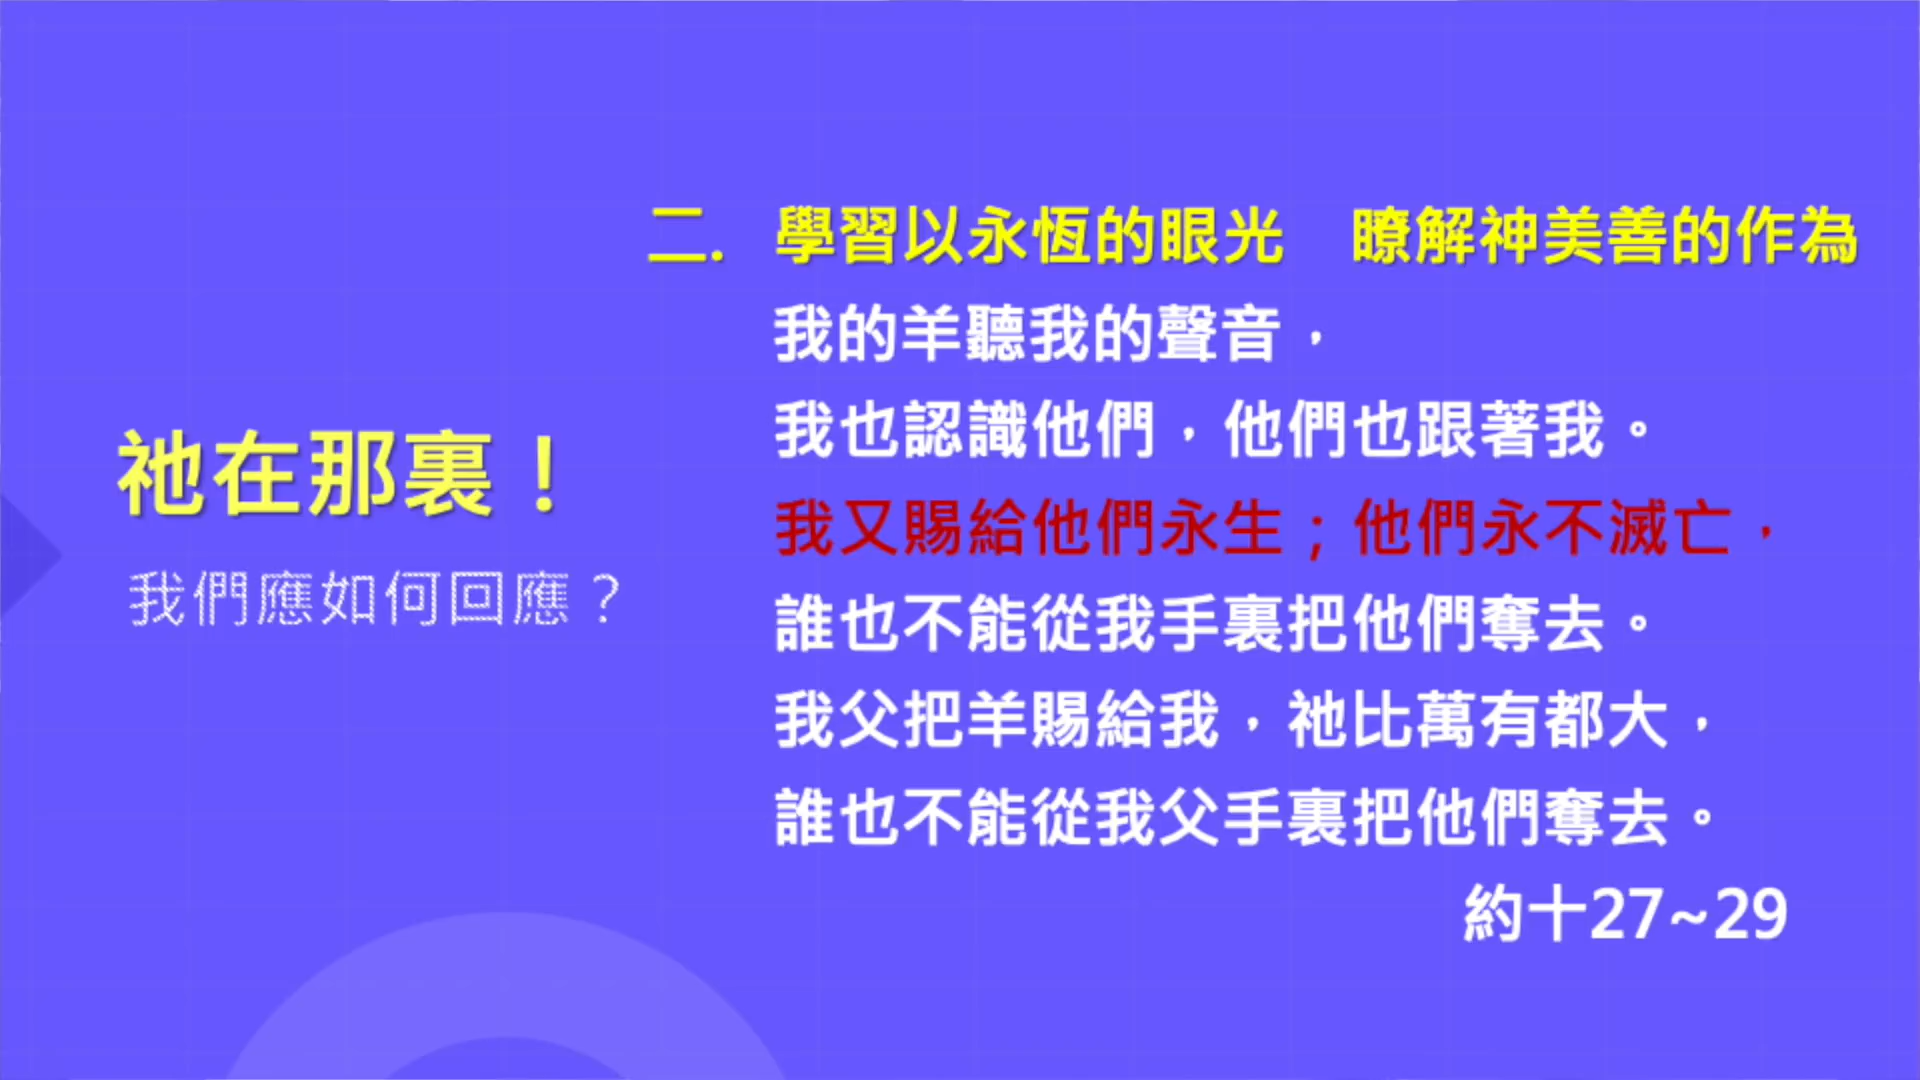 祂在那裏！
我們應如何回應？
二. 學習以永恆的眼光 瞭解神美善的作為
我的羊聽我的聲音，
我也認識他們，他們也跟著我。
我又賜給他們永生；他們永不滅亡，
誰也不能從我手裏把他們奪去。
我父把羊賜給我，祂比萬有都大，
誰也不能從我父手裏把他們奪去。
約十27~29